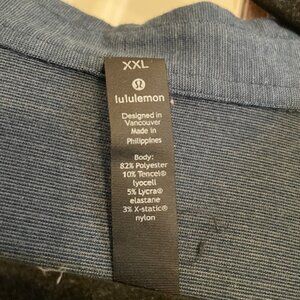 XXL
lululemon
Designed in
Vancouver
Made in
Philippines
Body:
82% Polyester
10% Tencel®
lyocell
5% Lycra®
elastane
3% X-static®
nylon